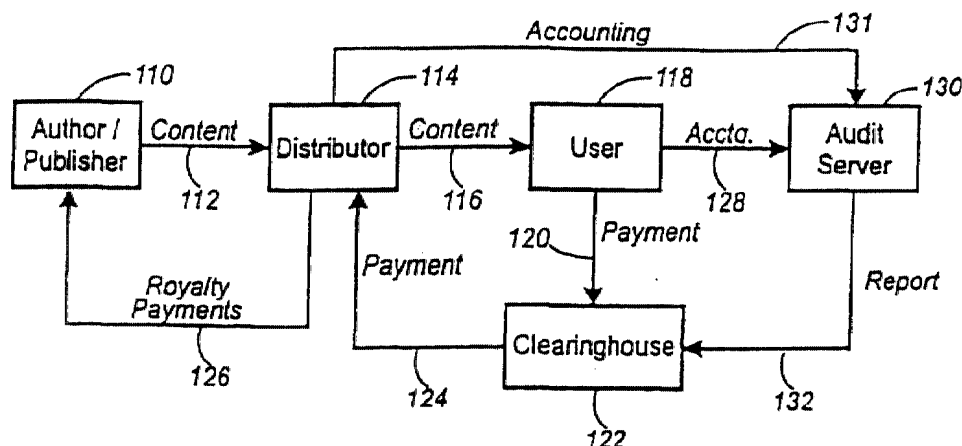 Accounting
131
110
114
118
130
Author /
Publisher
Content
Distributor
Content
User
Accta.
Audit
Server
112
116
128
120
Payment
Payment
Royalty
Payments
Report
Clearinghouse
126
124
132
122